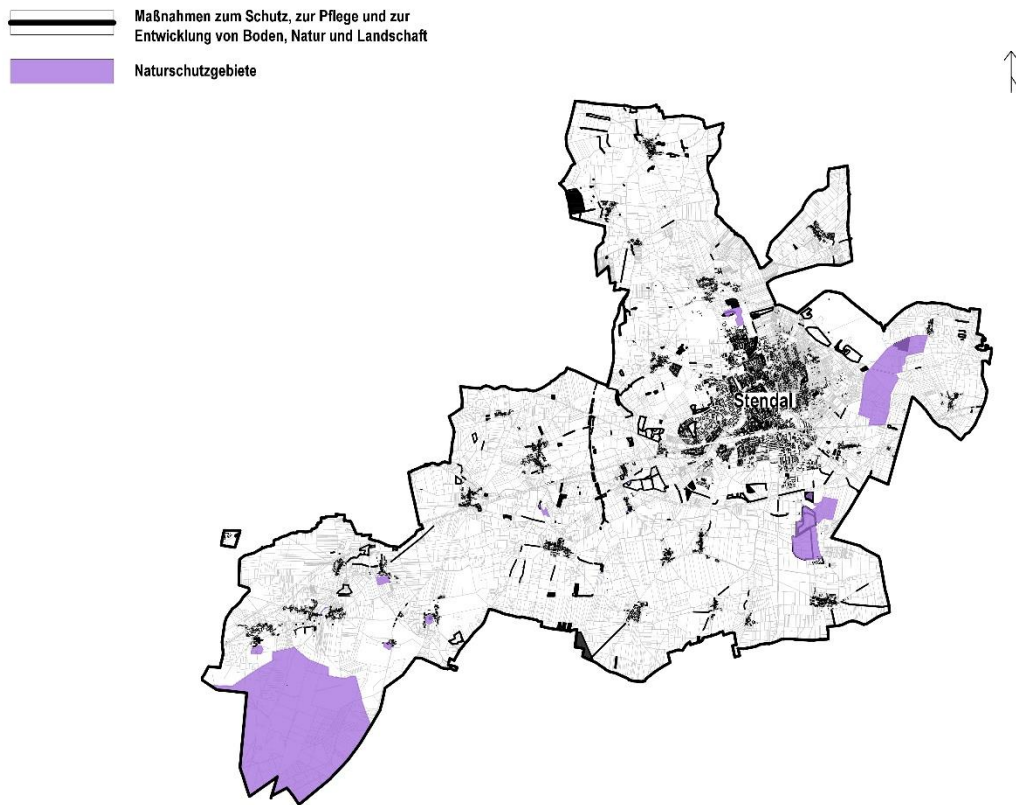 Maßnahmen zum Schutz, zur Pflege und zur
Entwicklung von Boden, Natur und Landschaft
Naturschutzgebiete
Stendal